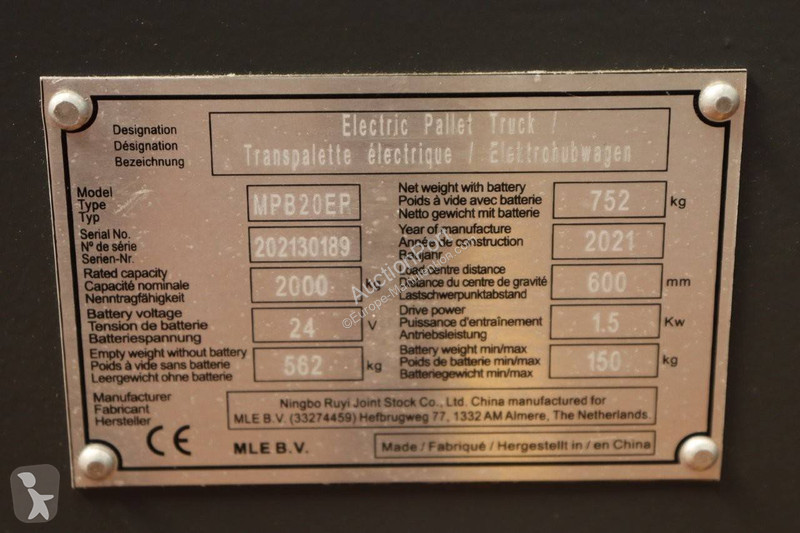 Designation
Désignation
Bezeichnung
Electric Pallet Truck /
Transpalette électrique / Elektrohubwagen
Model
Type
Typ
MPB20EP
Net weight with battery
Poids à vide avec batterie
Netto gewicht mit batterie
752
kg
Serial No.
N° de série
Serien-Nr.
202130189
Year of manufacture
Année de construction
Baujahr
2021
Rated capacity
Capacité nominale
Nenntragfähigkeit
2000
kg
Load centre distance
Distance du centre de gravité
Lastschwerpunktabstand
600
mm
Battery voltage
Tension de batterie
Batteriespannung
24
V
Drive power
Puissance d'entraînement
Antriebsleistung
1.5
Kw
Empty weight without battery
Poids à vide sans batterie
Leergewicht ohne batterie
562
kg
Battery weight min/max
Poids de batterie min/max
Batteriegewicht min/max
150
kg
Manufacturer
Fabricant
Hersteller
Ningbo Ruyi Joint Stock Co., Ltd. China manufactured for
MLE B.V. (33274459) Hefbrugweg 77, 1332 AM Almere, The Netherlands.
CE
MLE B.V.
Made / Fabriqué / Hergestellt in / en China
AuctionPort
©Europe-Machinery.com